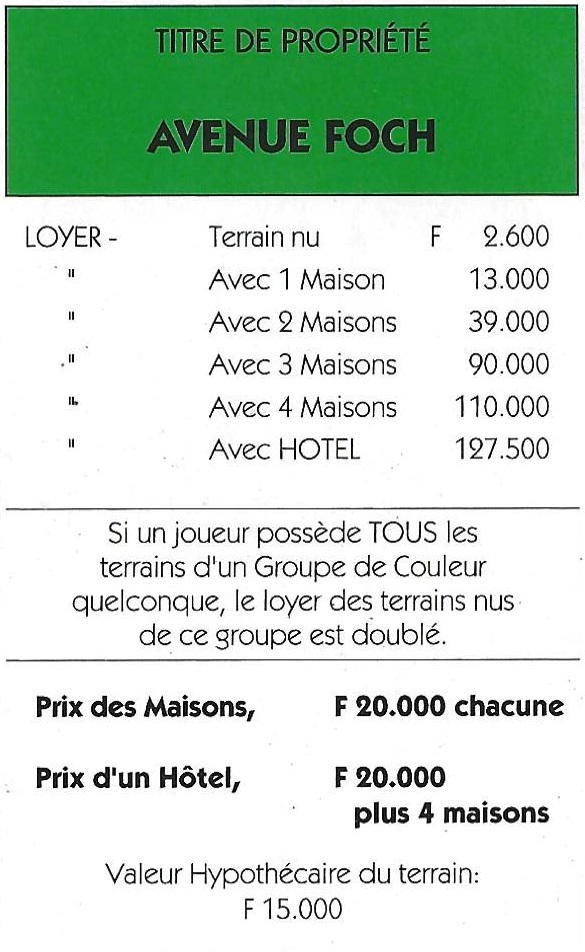 TITRE DE PROPRIÉTÉ
AVENUE FOCH
LOYER - Terrain nu F 2.600
" Avec 1 Maison 13.000
" Avec 2 Maisons 39.000
" Avec 3 Maisons 90.000
" Avec 4 Maisons 110.000
" Avec HOTEL 127.500
Si un joueur possède TOUS les
terrains d'un Groupe de Couleur
quelconque, le loyer des terrains nus
de ce groupe est doublé.
Prix des Maisons, F 20.000 chacune
Prix d'un Hôtel, F 20.000
plus 4 maisons
Valeur Hypothécaire du terrain:
F 15.000